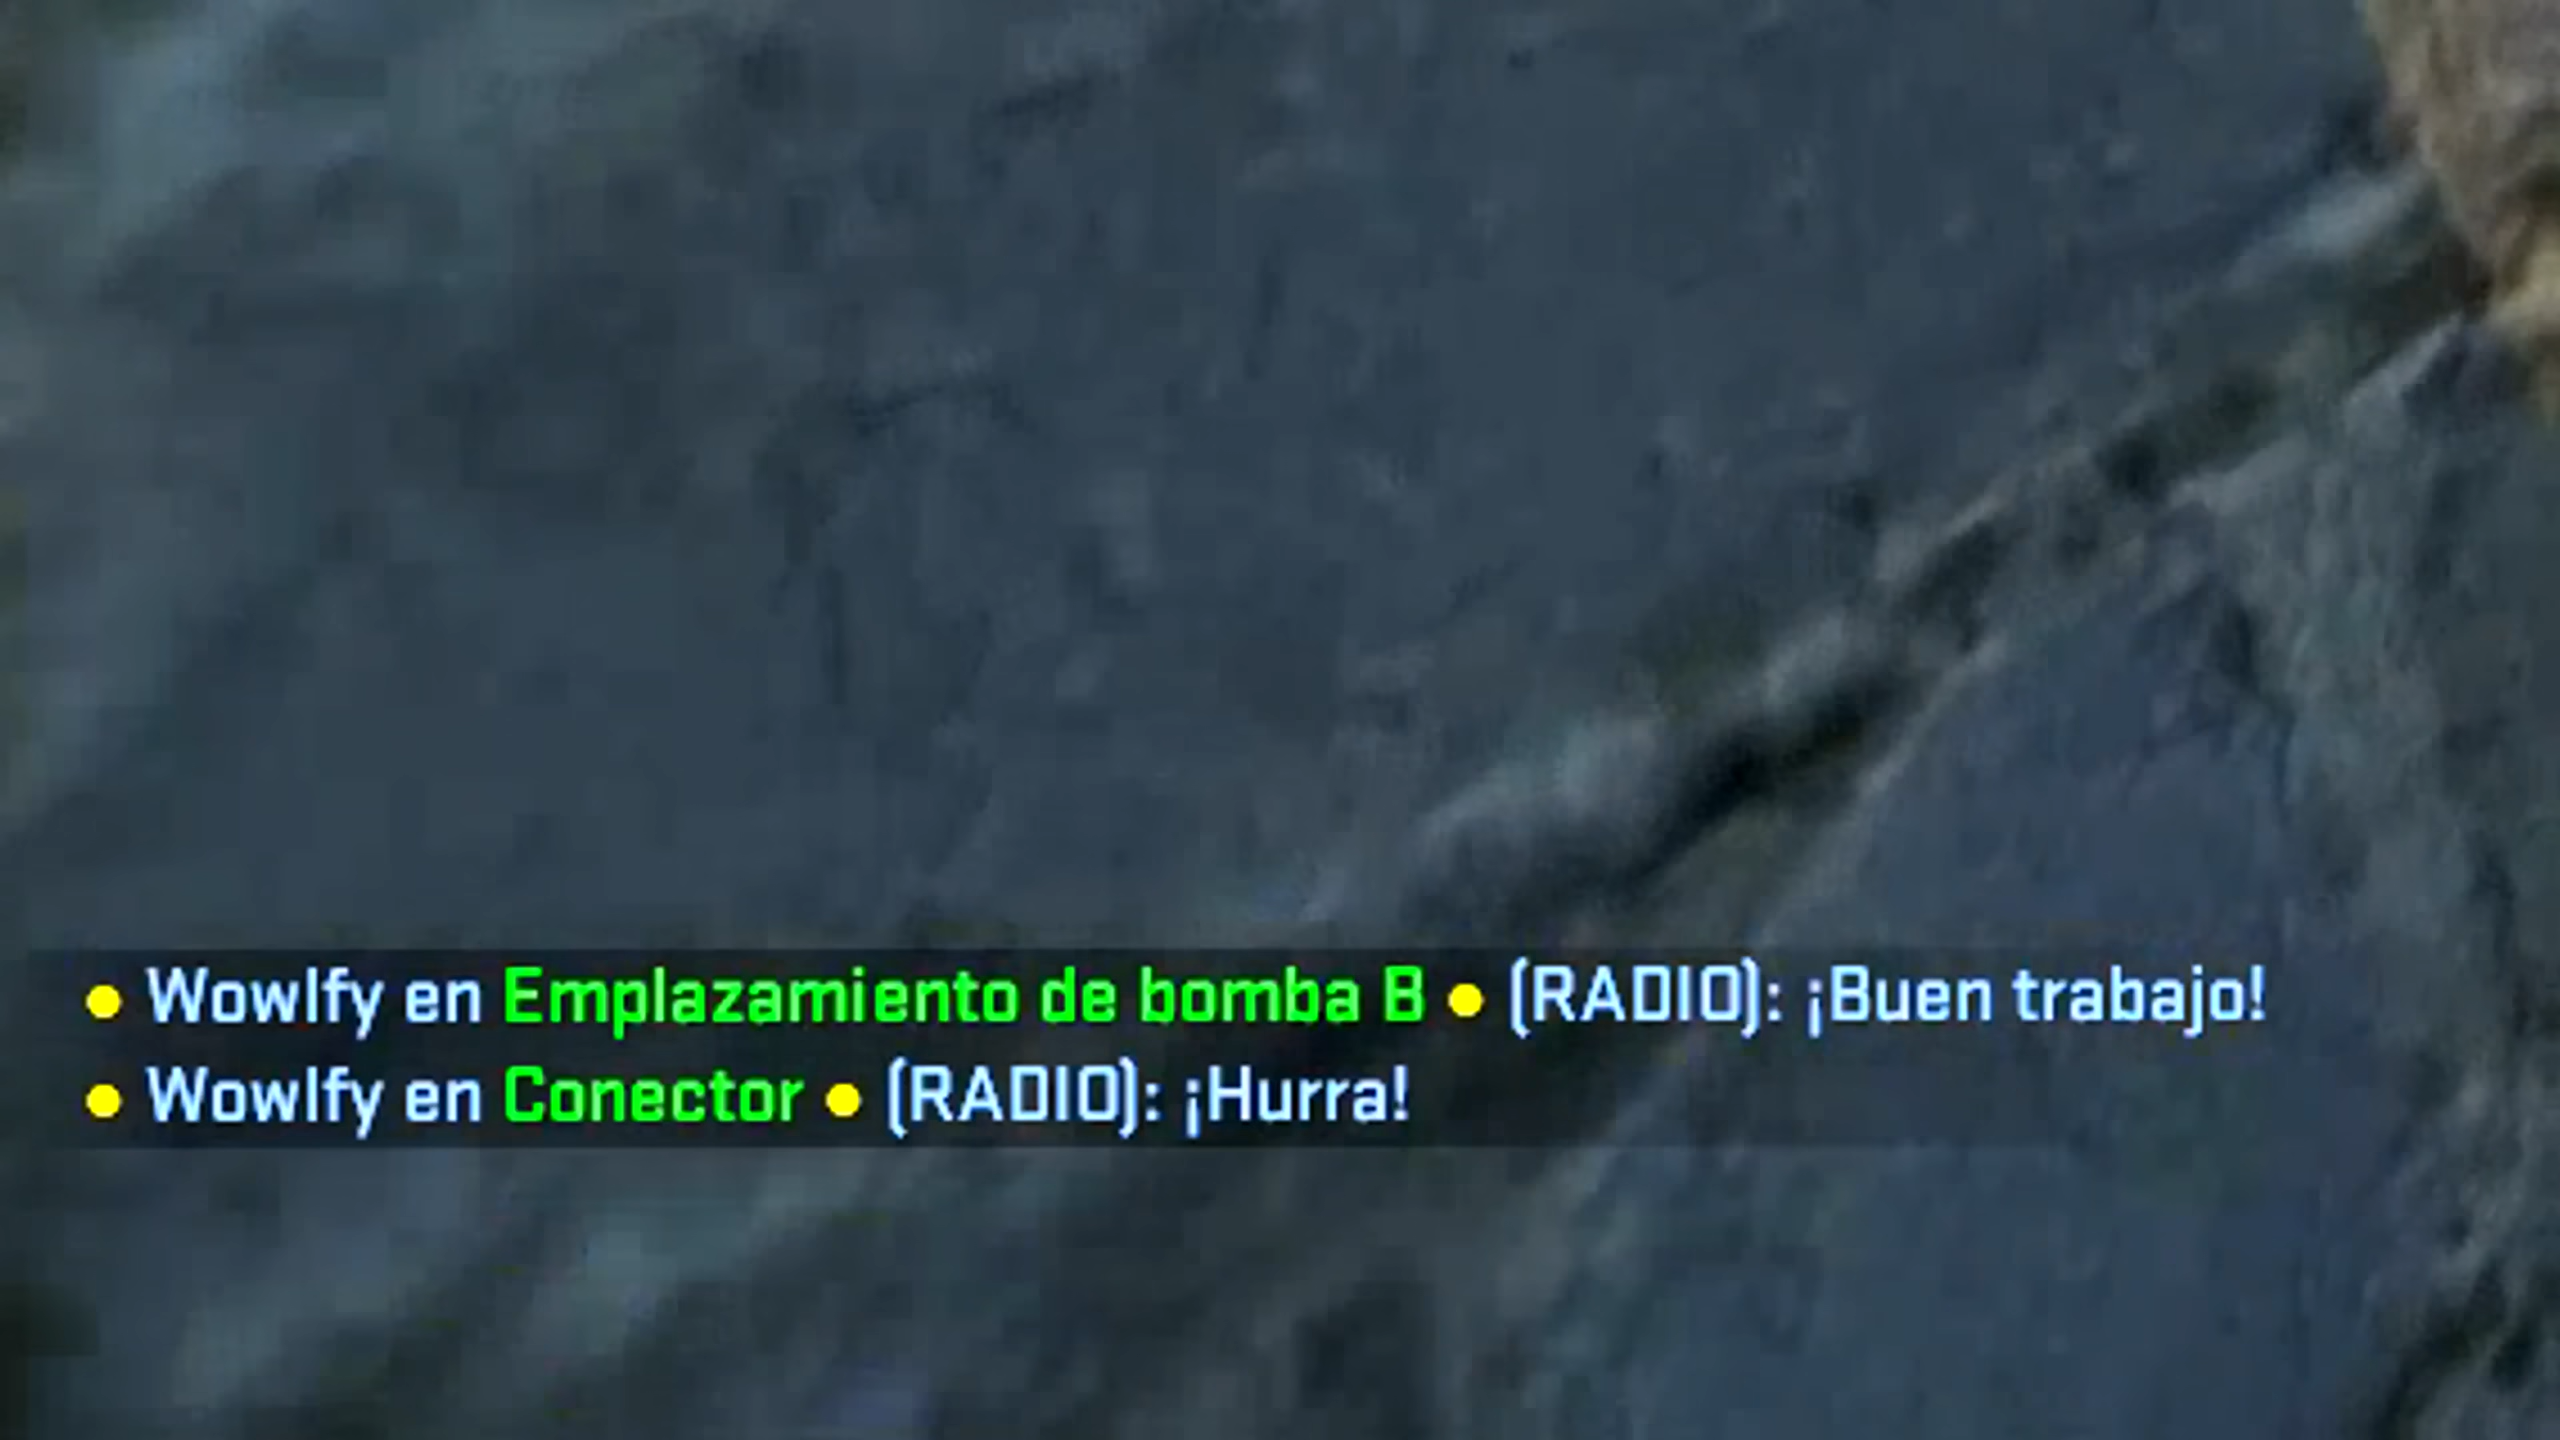 ● Wowlfy en Emplazamiento de bomba B ● (RADIO): ¡Buen trabajo!
● Wowlfy en Conector ● (RADIO): ¡Hurra!